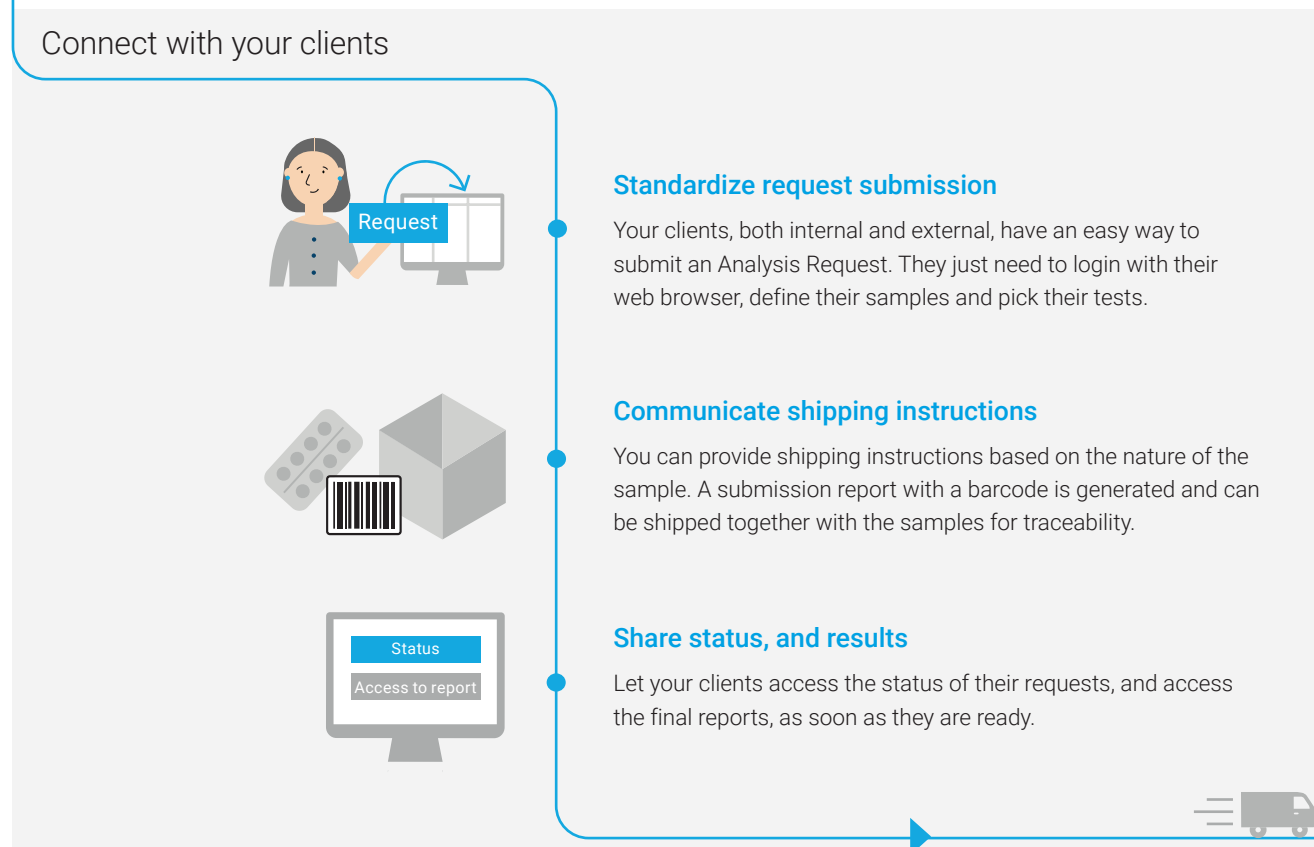 Connect with your clients
Request
Standardize request submission
Your clients, both internal and external, have an easy way to
submit an Analysis Request. They just need to login with their
web browser, define their samples and pick their tests.
Communicate shipping instructions
You can provide shipping instructions based on the nature of the
sample. A submission report with a barcode is generated and can
be shipped together with the samples for traceability.
Status
Access to report
Share status, and results
Let your clients access the status of their requests, and access
the final reports, as soon as they are ready.